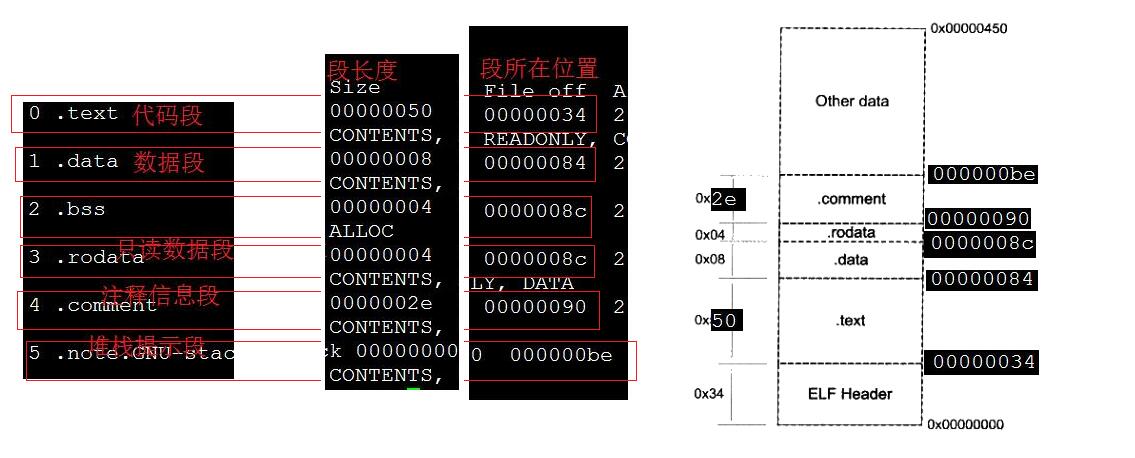 段长度
段所在位置
Size
File off A
0 .text 代码段 00000050 00000034 2
CONTENTS, READONLY, CO
1 .data 数据段 00000008 00000084 2
CONTENTS,
2 .bss 00000004 0000008c 2
ALLOC
只读数据段
3 .rodata 00000004 0000008c 2
CONTENTS, LY, DATA
注释信息段
4 .comment 0000002e 00000090 2
CONTENTS,
堆栈提示段
5 .note.GNU-stac ck 00000000 0 000000be
CONTENTS,
0x00000450
Other data
000000be
0x2e .comment
00000090
0x04 .rodata
0000008c
0x08 .data
00000084
0x50 .text
00000034
0x34 ELF Header
0x00000000